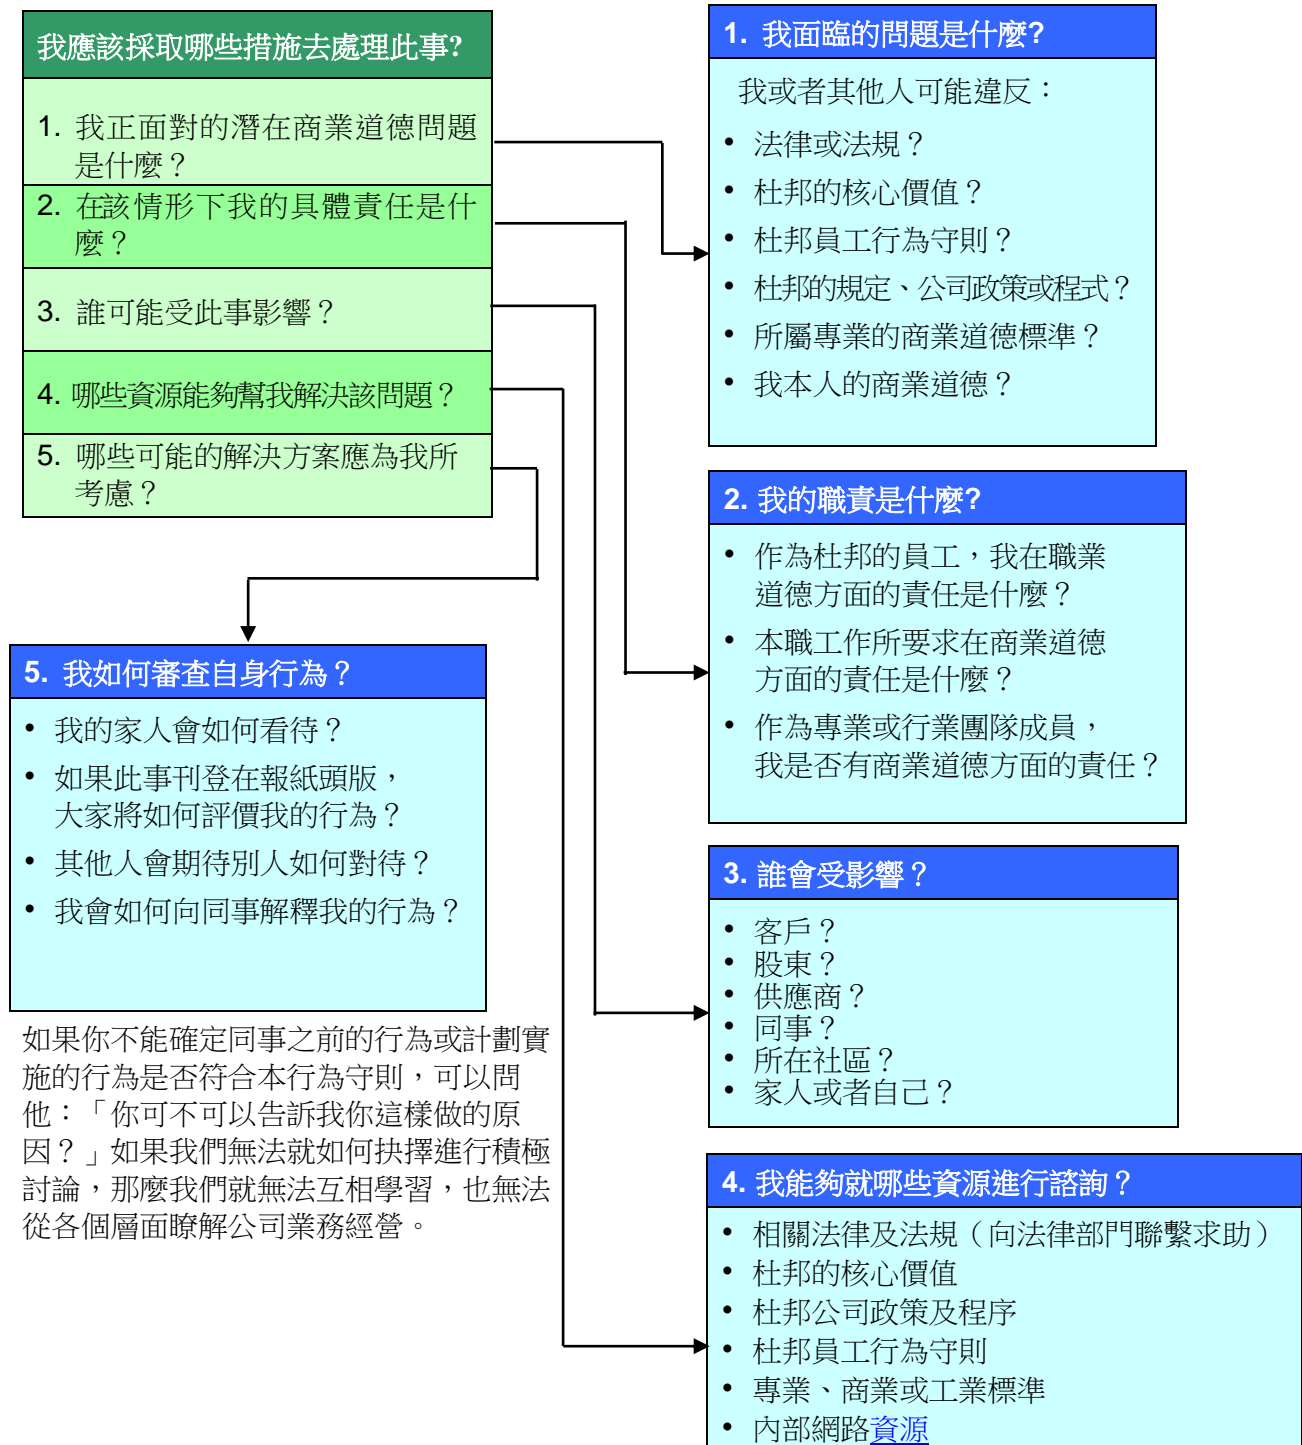 我應該採取哪些措施去處理此事?
1. 我正面對的潛在商業道德問題
是什麼？
2. 在該情形下我的具體責任是什
麼？
3. 誰可能受此事影響？
4. 哪些資源能夠幫我解決該問題？
5. 哪些可能的解決方案應為我所
考慮？
1. 我面臨的問題是什麼?
我或者其他人可能違反：
• 法律或法規？
• 杜邦的核心價值？
• 杜邦員工行為守則？
• 杜邦的規定、公司政策或程式？
• 所屬專業的商業道德標準？
• 我本人的商業道德？
2. 我的職責是什麼?
• 作為杜邦的員工，我在職業
道德方面的責任是什麼？
• 本職工作所要求在商業道德
方面的責任是什麼？
• 作為專業或行業團隊成員，
我是否有商業道德方面的責任？
3. 誰會受影響？
• 客戶？
• 股東？
• 供應商？
• 同事？
• 所在社區？
• 家人或者自己？
4. 我能夠就哪些資源進行諮詢？
• 相關法律及法規（向法律部門聯繫求助）
• 杜邦的核心價值
• 杜邦公司政策及程序
• 杜邦員工行為守則
• 專業、商業或工業標準
• 內部網路資源
5. 我如何審查自身行為？
• 我的家人會如何看待？
• 如果此事刊登在報紙頭版，
大家將如何評價我的行為？
• 其他人會期待別人如何對待？
• 我會如何向同事解釋我的行為？
如果你不能確定同事之前的行為或計劃實
施的行為是否符合本行為守則，可以問
他：「你可不可以告訴我你這樣做的原
因？」如果我們無法就如何抉擇進行積極
討論，那麼我們就無法互相學習，也無法
從各個層面瞭解公司業務經營。